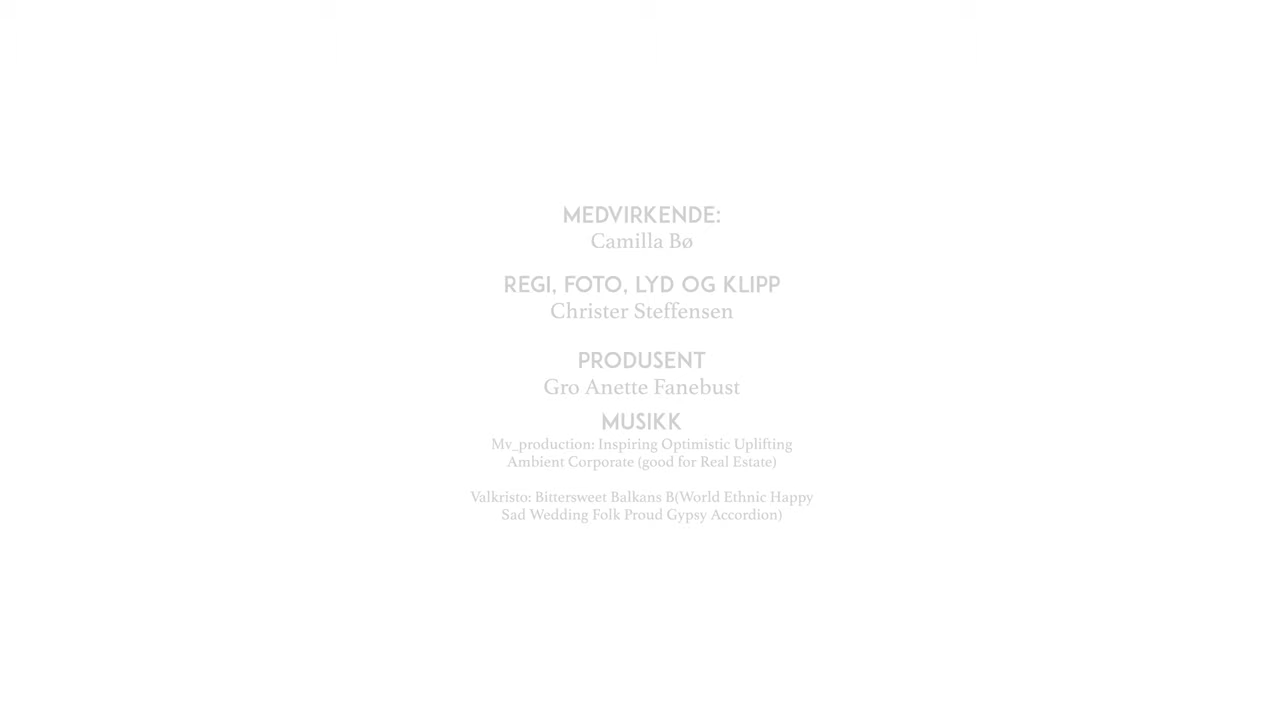 MEDVIRKENDE:
Camilla Bø
REGI, FOTO, LYD OG KLIPP
Christer Steffensen
PRODUSENT
Gro Anette Fanebust
MUSIKK
Mv_production: Inspiring Optimistic Uplifting
Ambient Corporate (good for Real Estate)
Valkristo: Bittersweet Balkans B(World Ethnic Happy
Sad Wedding Folk Proud Gypsy Accordion)